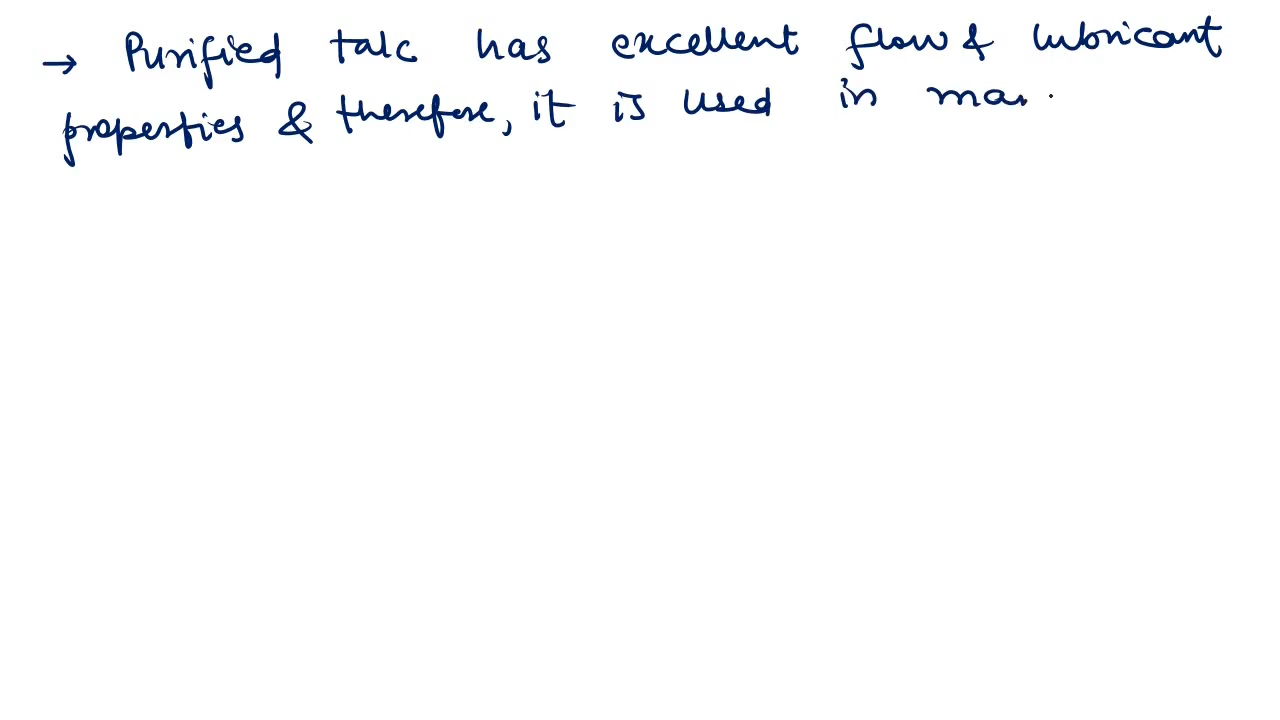 → Purified talc has excellent flow & lubricant
properties & therefore, it is used in